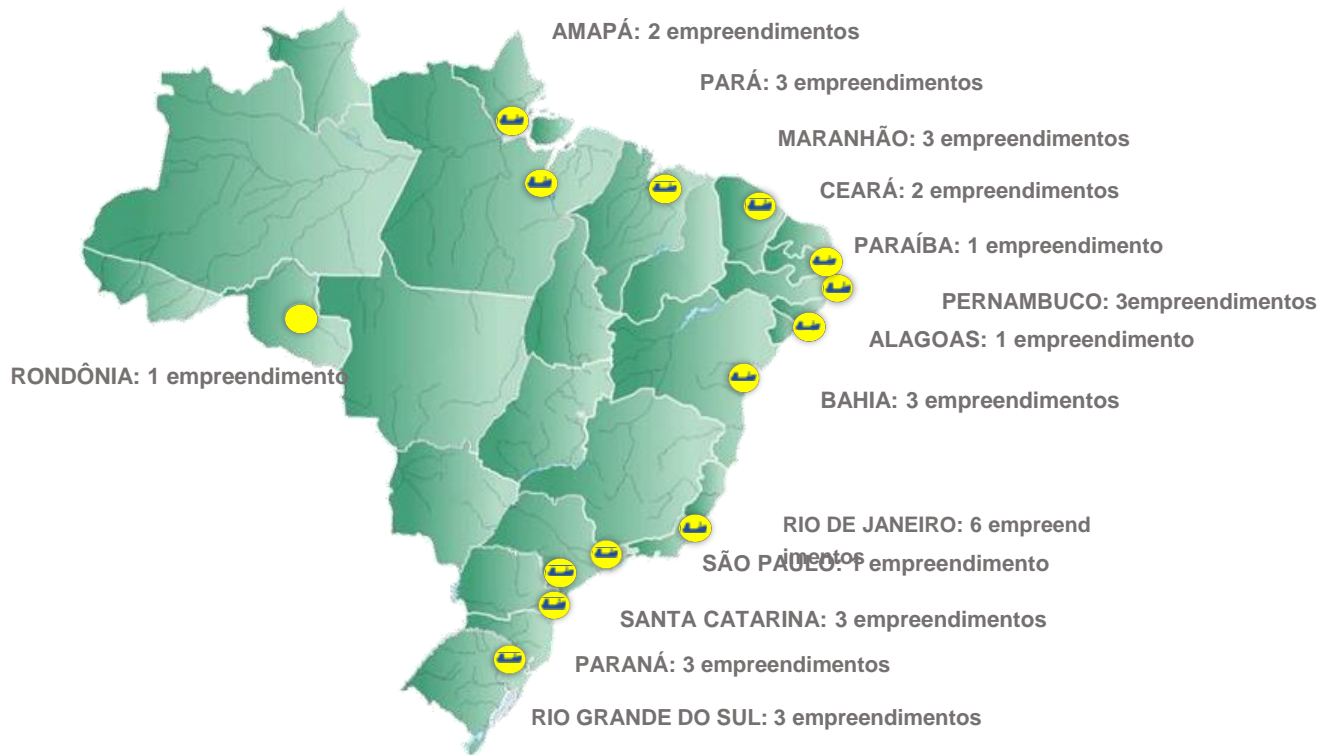 AMAPÁ: 2 empreendimentos
PARÁ: 3 empreendimentos
MARANHÃO: 3 empreendimentos
CEARÁ: 2 empreendimentos
PARAÍBA: 1 empreendimento
PERNAMBUCO: 3empreendimentos
ALAGOAS: 1 empreendimento
RONDÔNIA: 1 empreendimento
BAHIA: 3 empreendimentos
RIO DE JANEIRO: 6 empreend
imentos
SÃO PAULO: 1 empreendimento
SANTA CATARINA: 3 empreendimentos
PARANÁ: 3 empreendimentos
RIO GRANDE DO SUL: 3 empreendimentos